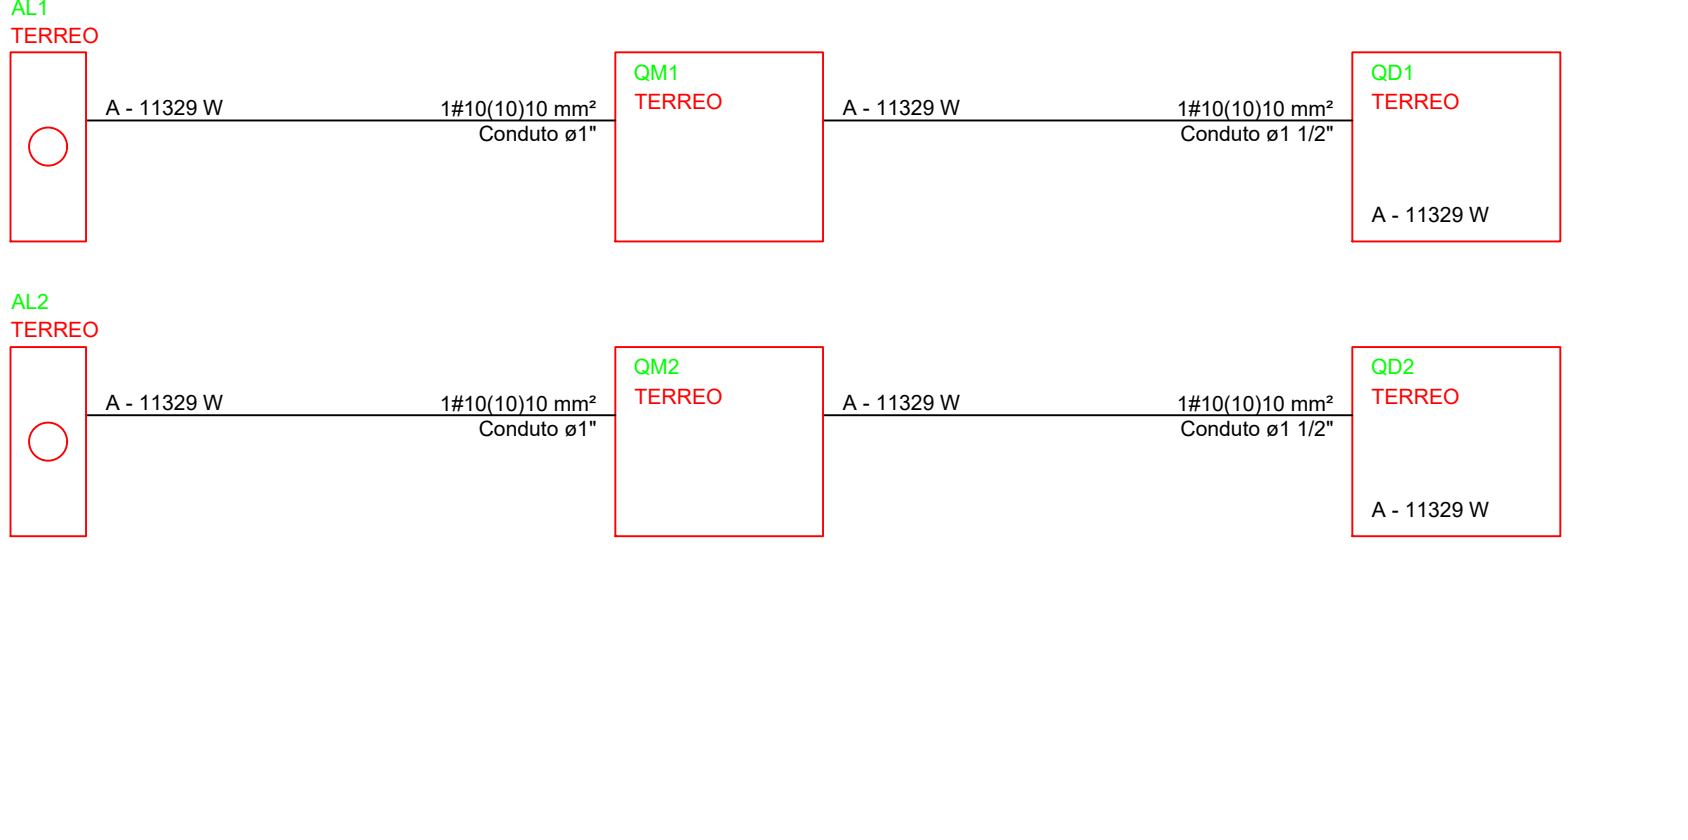 AL1
TERREO
A - 11329 W
1#10(10)10 mm²
Conduto ø1"
QM1
TERREO
A - 11329 W
1#10(10)10 mm²
Conduto ø1 1/2"
QD1
TERREO
A - 11329 W
AL2
TERREO
A - 11329 W
1#10(10)10 mm²
Conduto ø1"
QM2
TERREO
A - 11329 W
1#10(10)10 mm²
Conduto ø1 1/2"
QD2
TERREO
A - 11329 W